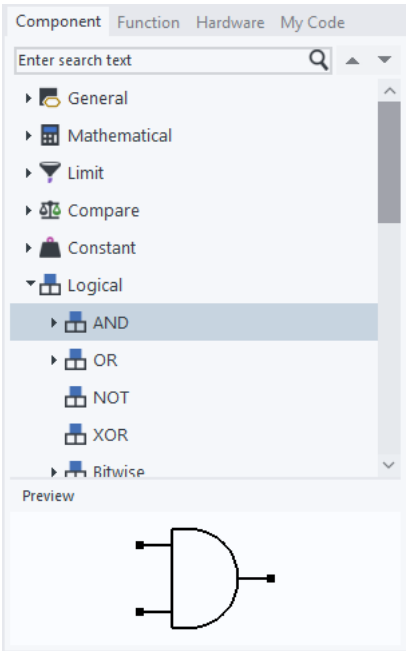 Component Function Hardware My Code
Enter search text
General
Mathematical
Limit
Compare
Constant
Logical
AND
OR
NOT
XOR
Bitwise
Preview